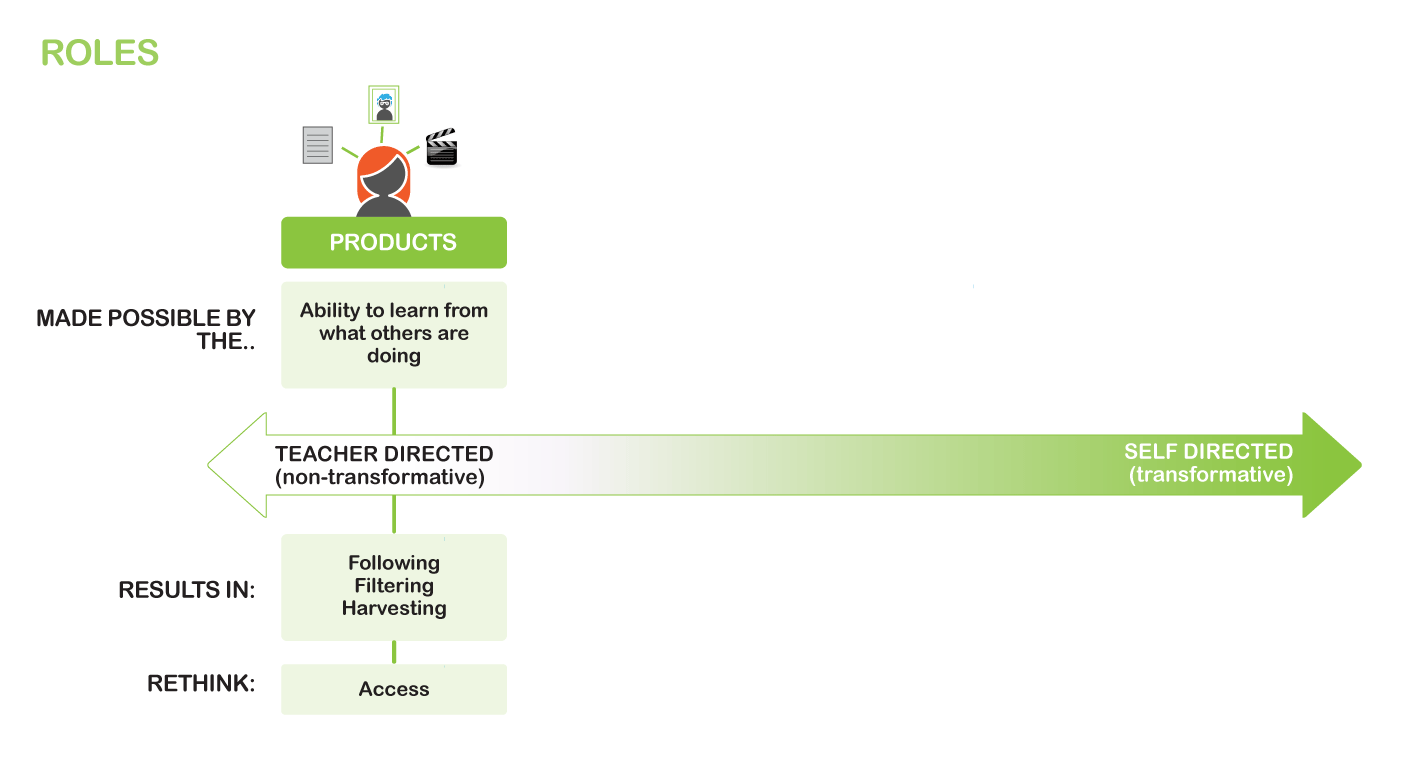 ROLES
PRODUCTS
MADE POSSIBLE BY
THE..
Ability to learn from
what others are
doing
TEACHER DIRECTED
(non-transformative)
SELF DIRECTED
(transformative)
RESULTS IN:
Following
Filtering
Harvesting
RETHINK:
Access